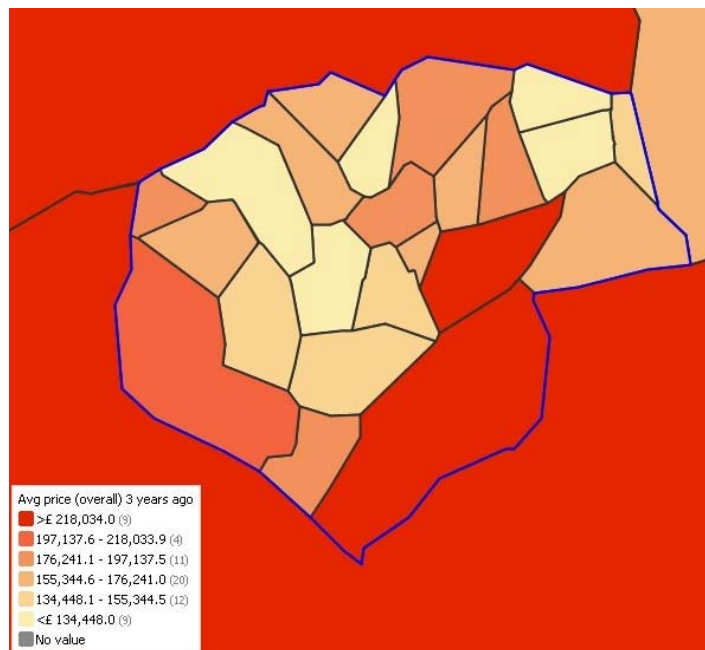 Avg price (overall) 3 years ago
>£ 218,034.0 (9)
197,137.6 - 218,033.9 (4)
176,241.1 - 197,137.5 (11)
155,344.6 - 176,241.0 (20)
134,448.1 - 155,344.5 (12)
<£ 134,448.0 (9)
No value